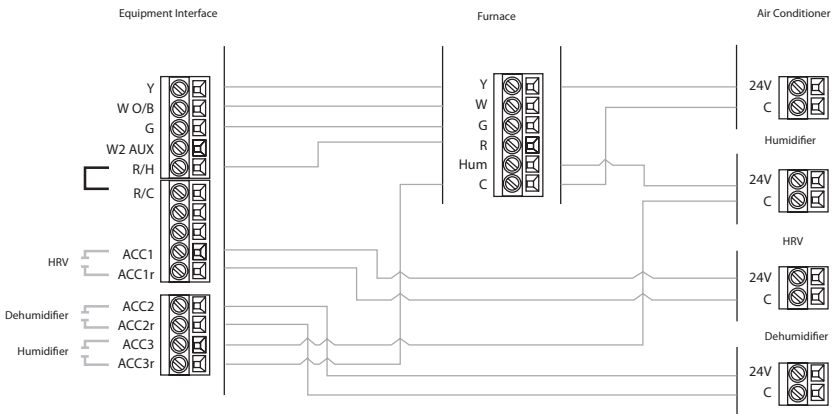 Equipment Interface
Y
W O/B
G
W2 AUX
R/H
R/C
HRV
ACC1
ACC1r
Dehumidifier
ACC2
ACC2r
Humidifier
ACC3
ACC3r
Furnace
Y
W
G
R
Hum
C
Air Conditioner
24V
C
Humidifier
24V
C
HRV
24V
C
Dehumidifier
24V
C